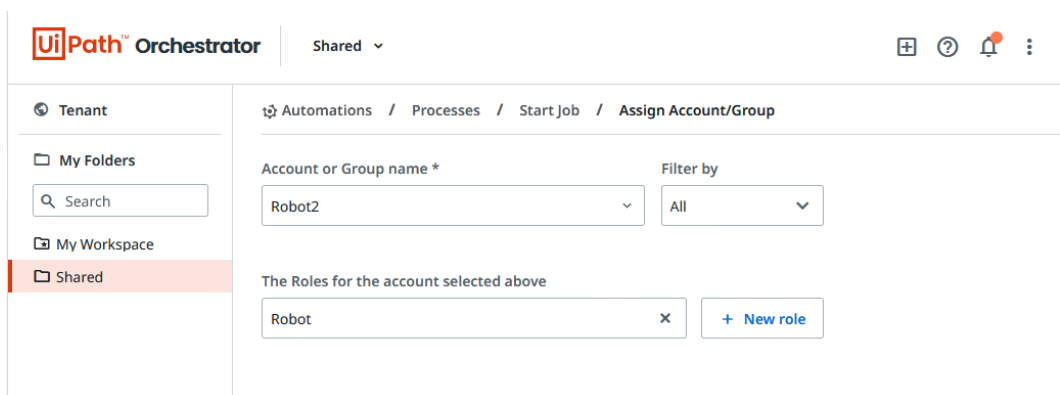 UiPath™ Orchestrator
Shared
Tenant
My Folders
Search
My Workspace
Shared
Automations / Processes / Start Job / Assign Account/Group
Account or Group name *
Filter by
Robot2
All
The Roles for the account selected above
Robot
+ New role